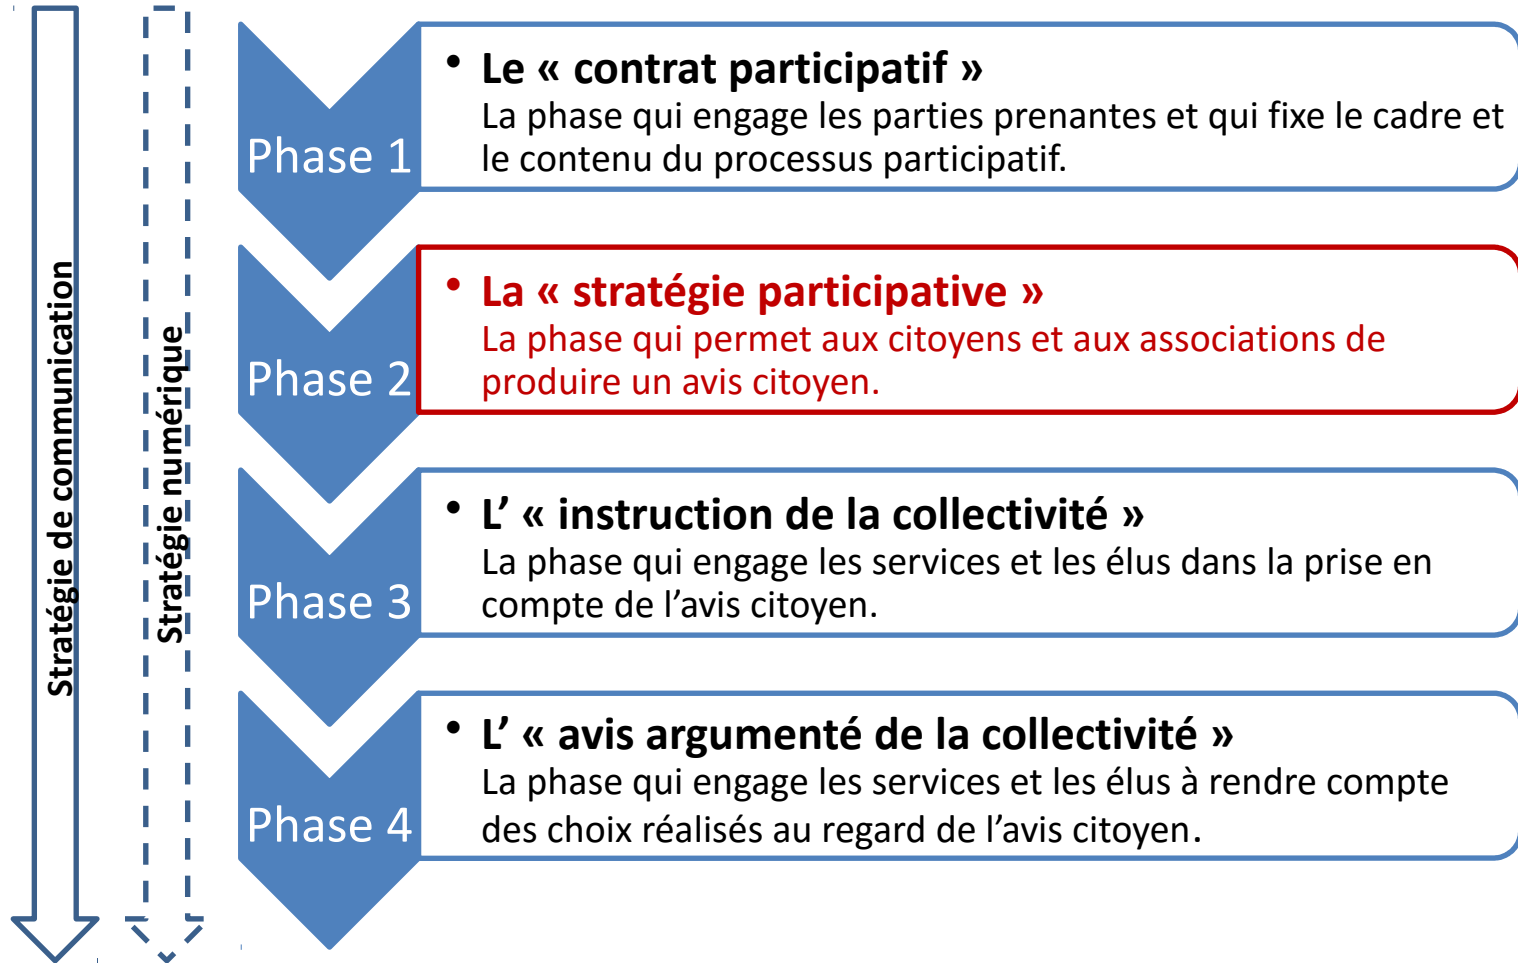 Stratégie de communication
Stratégie numérique
Phase 1
• Le « contrat participatif »
La phase qui engage les parties prenantes et qui fixe le cadre et
le contenu du processus participatif.
Phase 2
• La « stratégie participative »
La phase qui permet aux citoyens et aux associations de
produire un avis citoyen.
Phase 3
• L’ « instruction de la collectivité »
La phase qui engage les services et les élus dans la prise en
compte de l’avis citoyen.
Phase 4
• L’ « avis argumenté de la collectivité »
La phase qui engage les services et les élus à rendre compte
des choix réalisés au regard de l’avis citoyen.